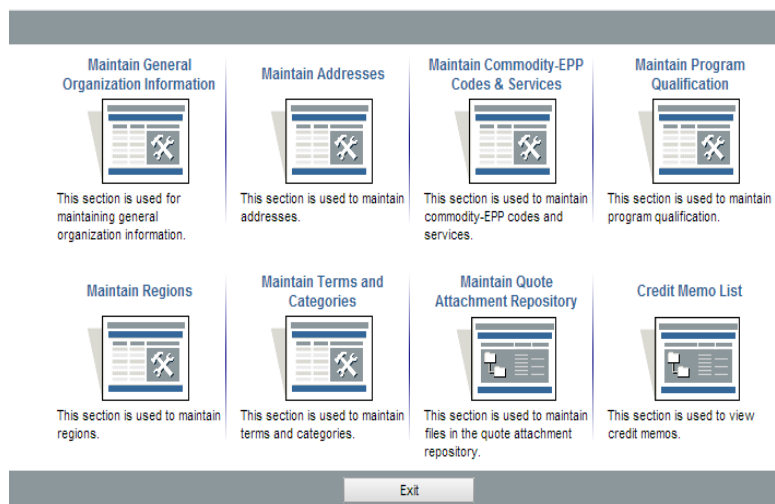 Maintain General
Organization Information
This section is used for
maintaining general
organization information.
Maintain Addresses
This section is used to maintain
addresses.
Maintain Commodity-EPP
Codes & Services
This section is used to maintain
commodity-EPP codes and
services.
Maintain Program
Qualification
This section is used to maintain
program qualification.
Maintain Regions
This section is used to maintain
regions.
Maintain Terms and
Categories
This section is used to maintain
terms and categories.
Maintain Quote
Attachment Repository
This section is used to maintain
files in the quote attachment
repository.
Credit Memo List
This section is used to view
credit memos.
Exit